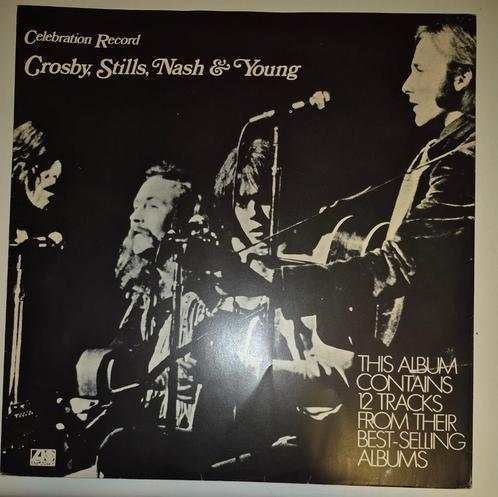 Celebration Record
Crosby, Stills, Nash & Young
THIS ALBUM
CONTAINS
12 TRACKS
FROM THEIR
BEST-SELLING
ALBUMS